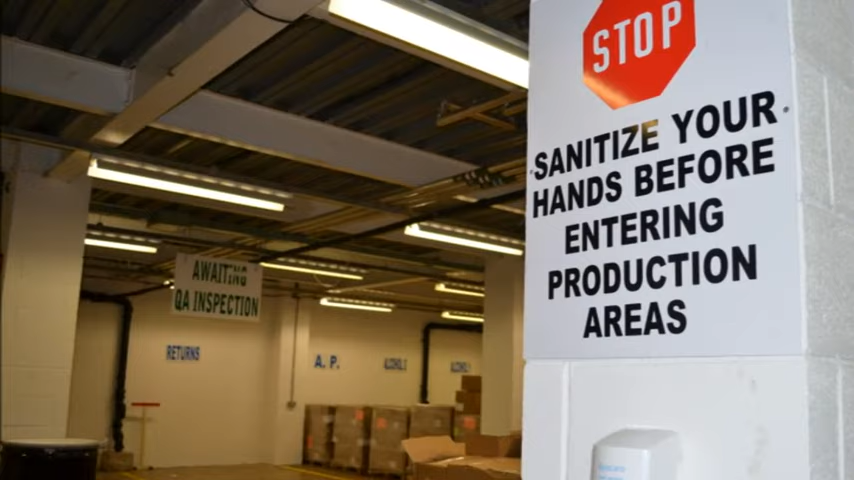 STOP
SANITIZE YOUR
HANDS BEFORE
ENTERING
PRODUCTION
AREAS
AWAITING
QA INSPECTION
RETURNS
A. P.